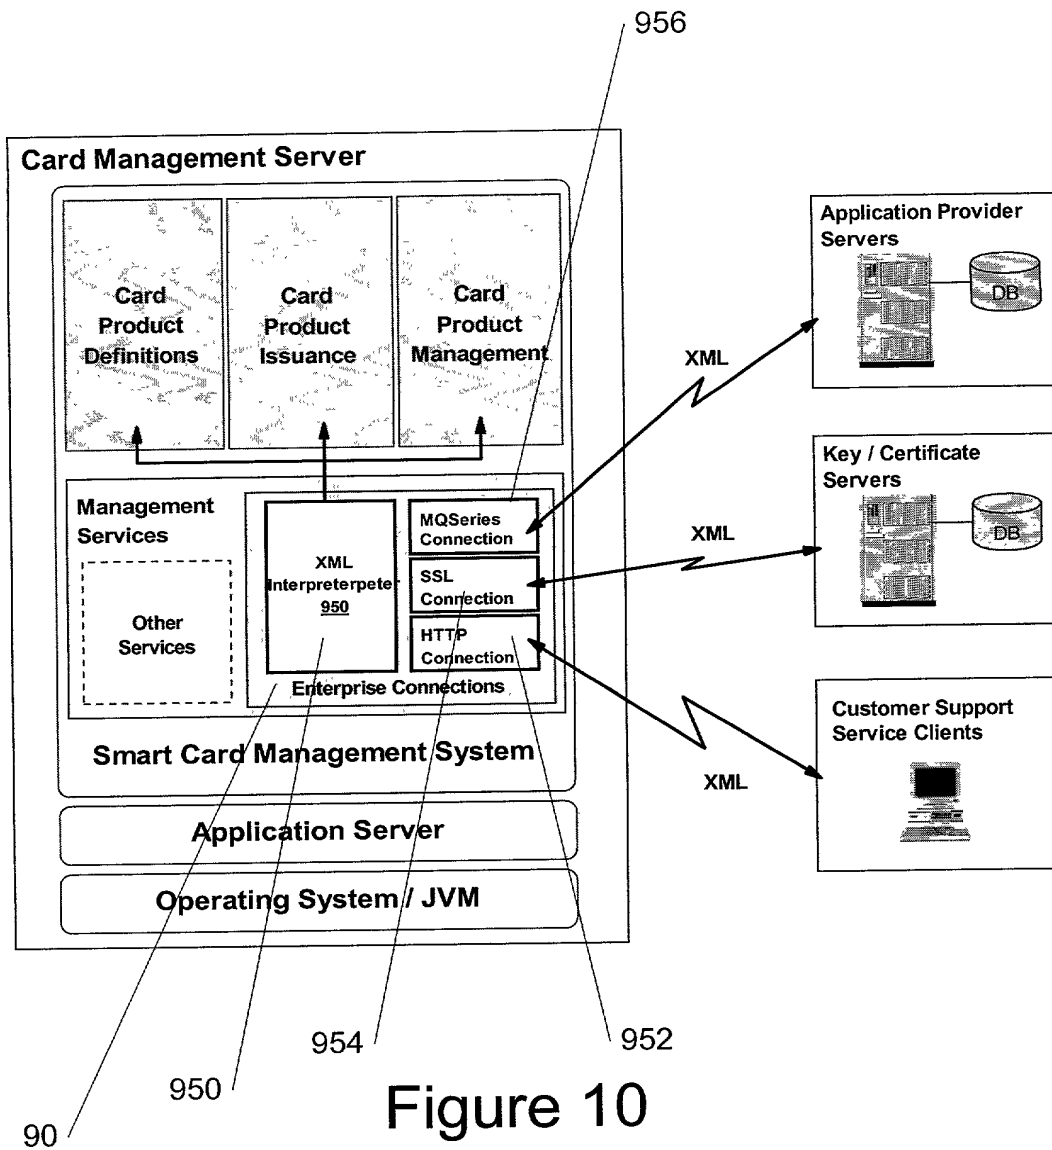 956
Card Management Server
Card
Product
Definitions
Card
Product
Issuance
Card
Product
Management
Management
Services
Other
Services
XML
Interpreterpete
950
MQSeries
Connection
SSL
Connection
HTTP
Connection
Enterprise Connections
Smart Card Management System
Application Server
Operating System / JVM
XML
XML
XML
Application Provider
Servers
DB
Key / Certificate
Servers
DB
Customer Support
Service Clients
954
952
950
90
Figure 10